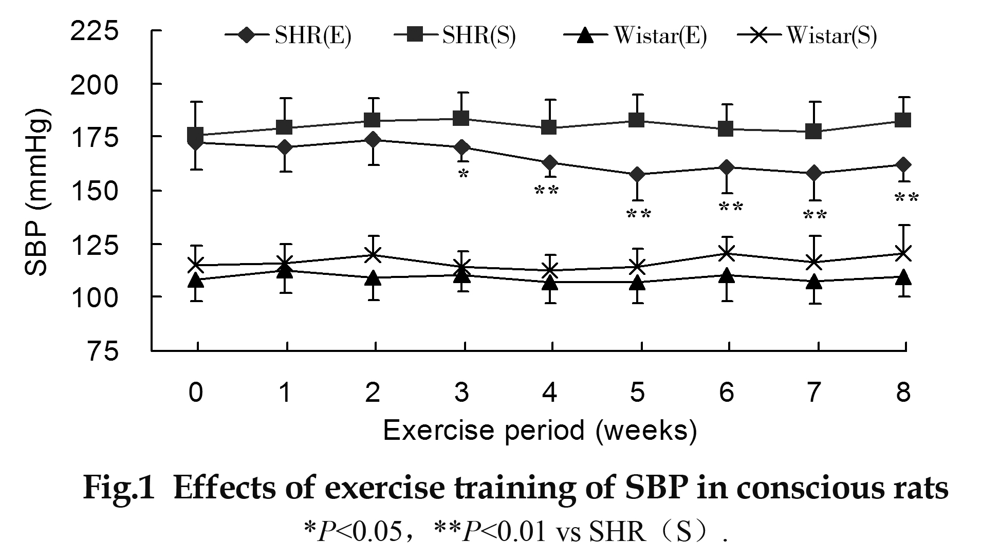 225
SHR(E) SHR(S) Wistar(E) Wistar(S)
200
175
150
125
100
75
SBP (mmHg)
*
**
**
**
**
**
0 1 2 3 4 5 6 7 8
Exercise period (weeks)
Fig.1 Effects of exercise training of SBP in conscious rats
*P<0.05，**P<0.01 vs SHR（S）.